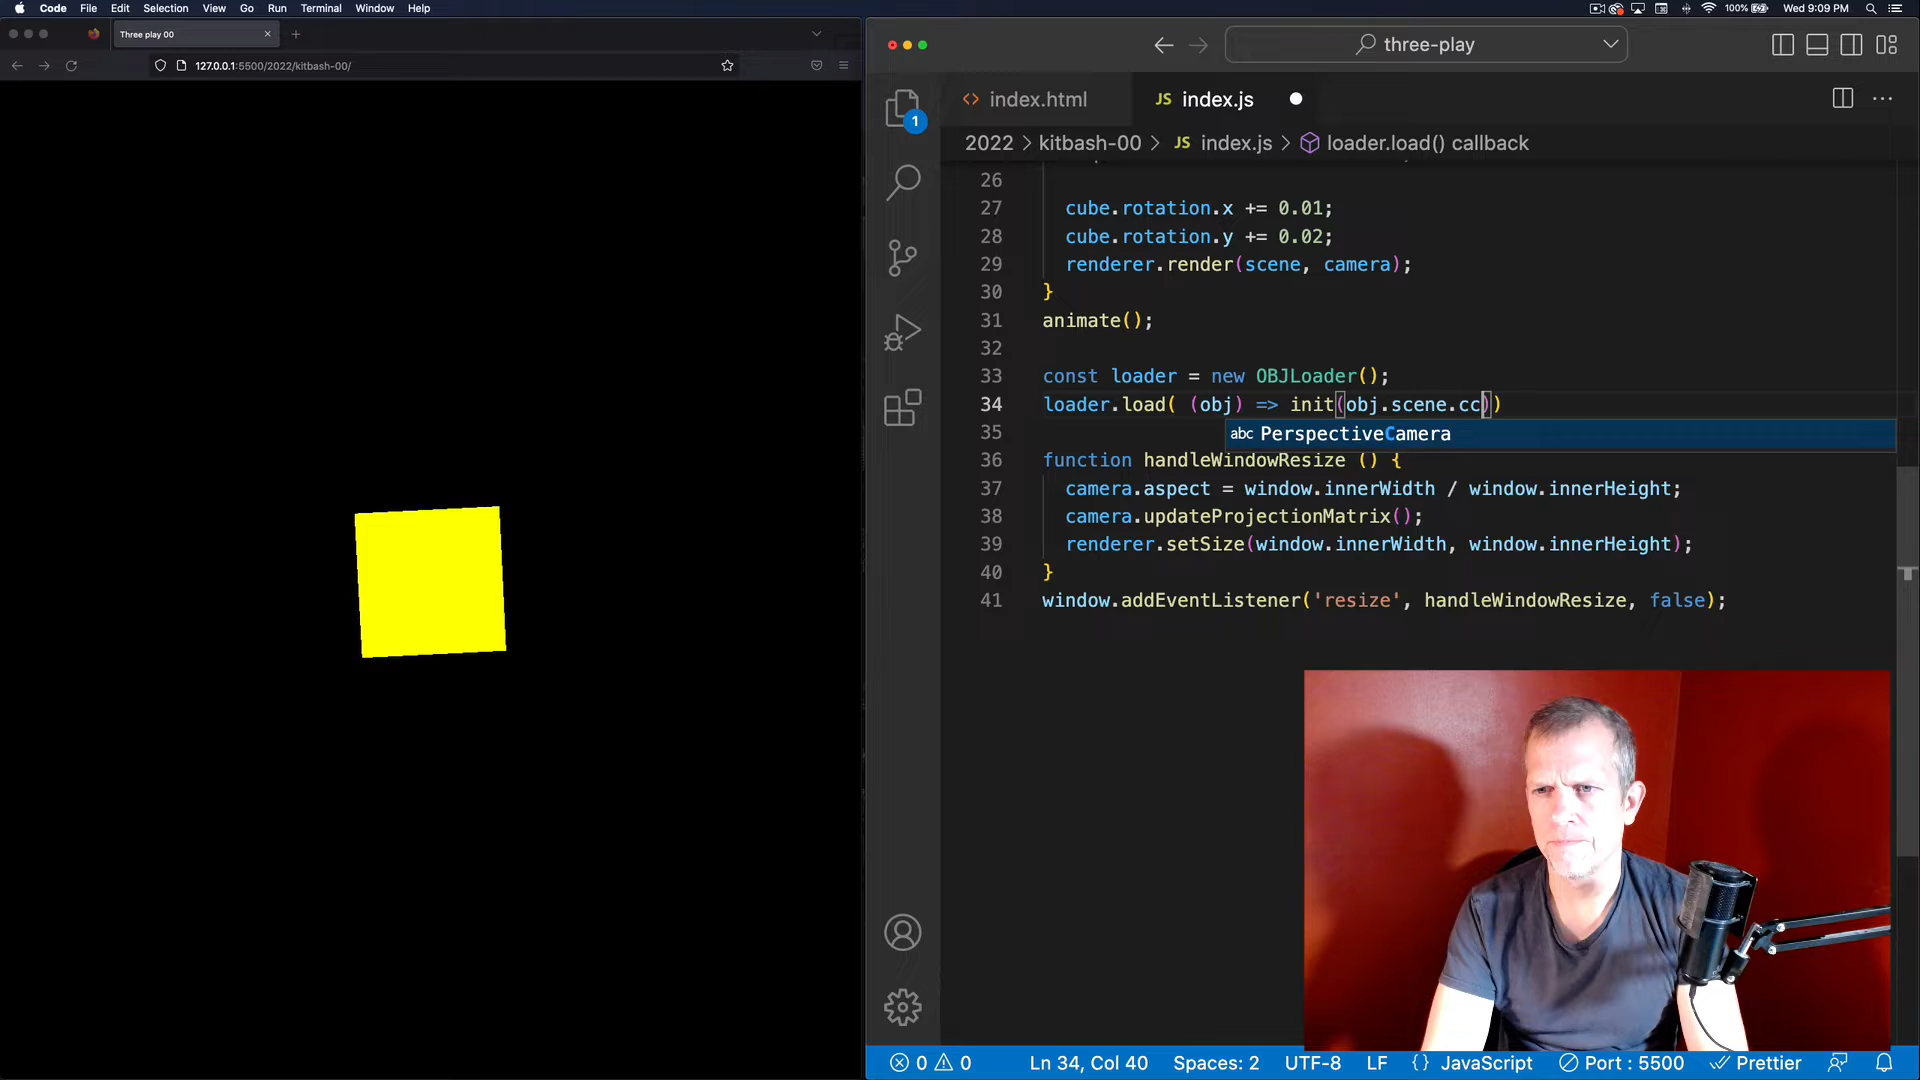 Code File Edit Selection View Go Run Terminal Window Help
100% Wed 9:09 PM
Three play 00
127.0.0.1:5500/2022/kitbash-00/
three-play
index.html
JS index.js
2022 > kitbash-00 > JS index.js > loader.load() callback
26
27 cube.rotation.x += 0.01;
28 cube.rotation.y += 0.02;
29 renderer.render(scene, camera);
30 }
31 animate();
32
33 const loader = new OBJLoader();
34 loader.load( (obj) => init(obj.scene.cc))
abc PerspectiveCamera
35
36 function handleWindowResize () {
37 camera.aspect = window.innerWidth / window.innerHeight;
38 camera.updateProjectionMatrix();
39 renderer.setSize(window.innerWidth, window.innerHeight);
40 }
41 window.addEventListener('resize', handleWindowResize, false);
1
0 0 Ln 34, Col 40 Spaces: 2 UTF-8 LF {} JavaScript Port : 5500 Prettier